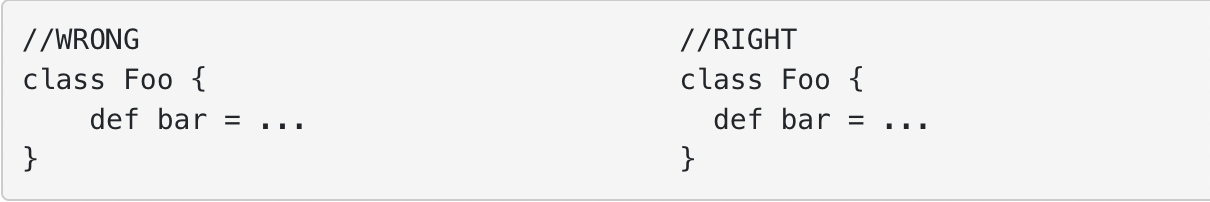 //WRONG                                //RIGHT
class Foo {                            class Foo {
    def bar = ...                        def bar = ...
}                                      }